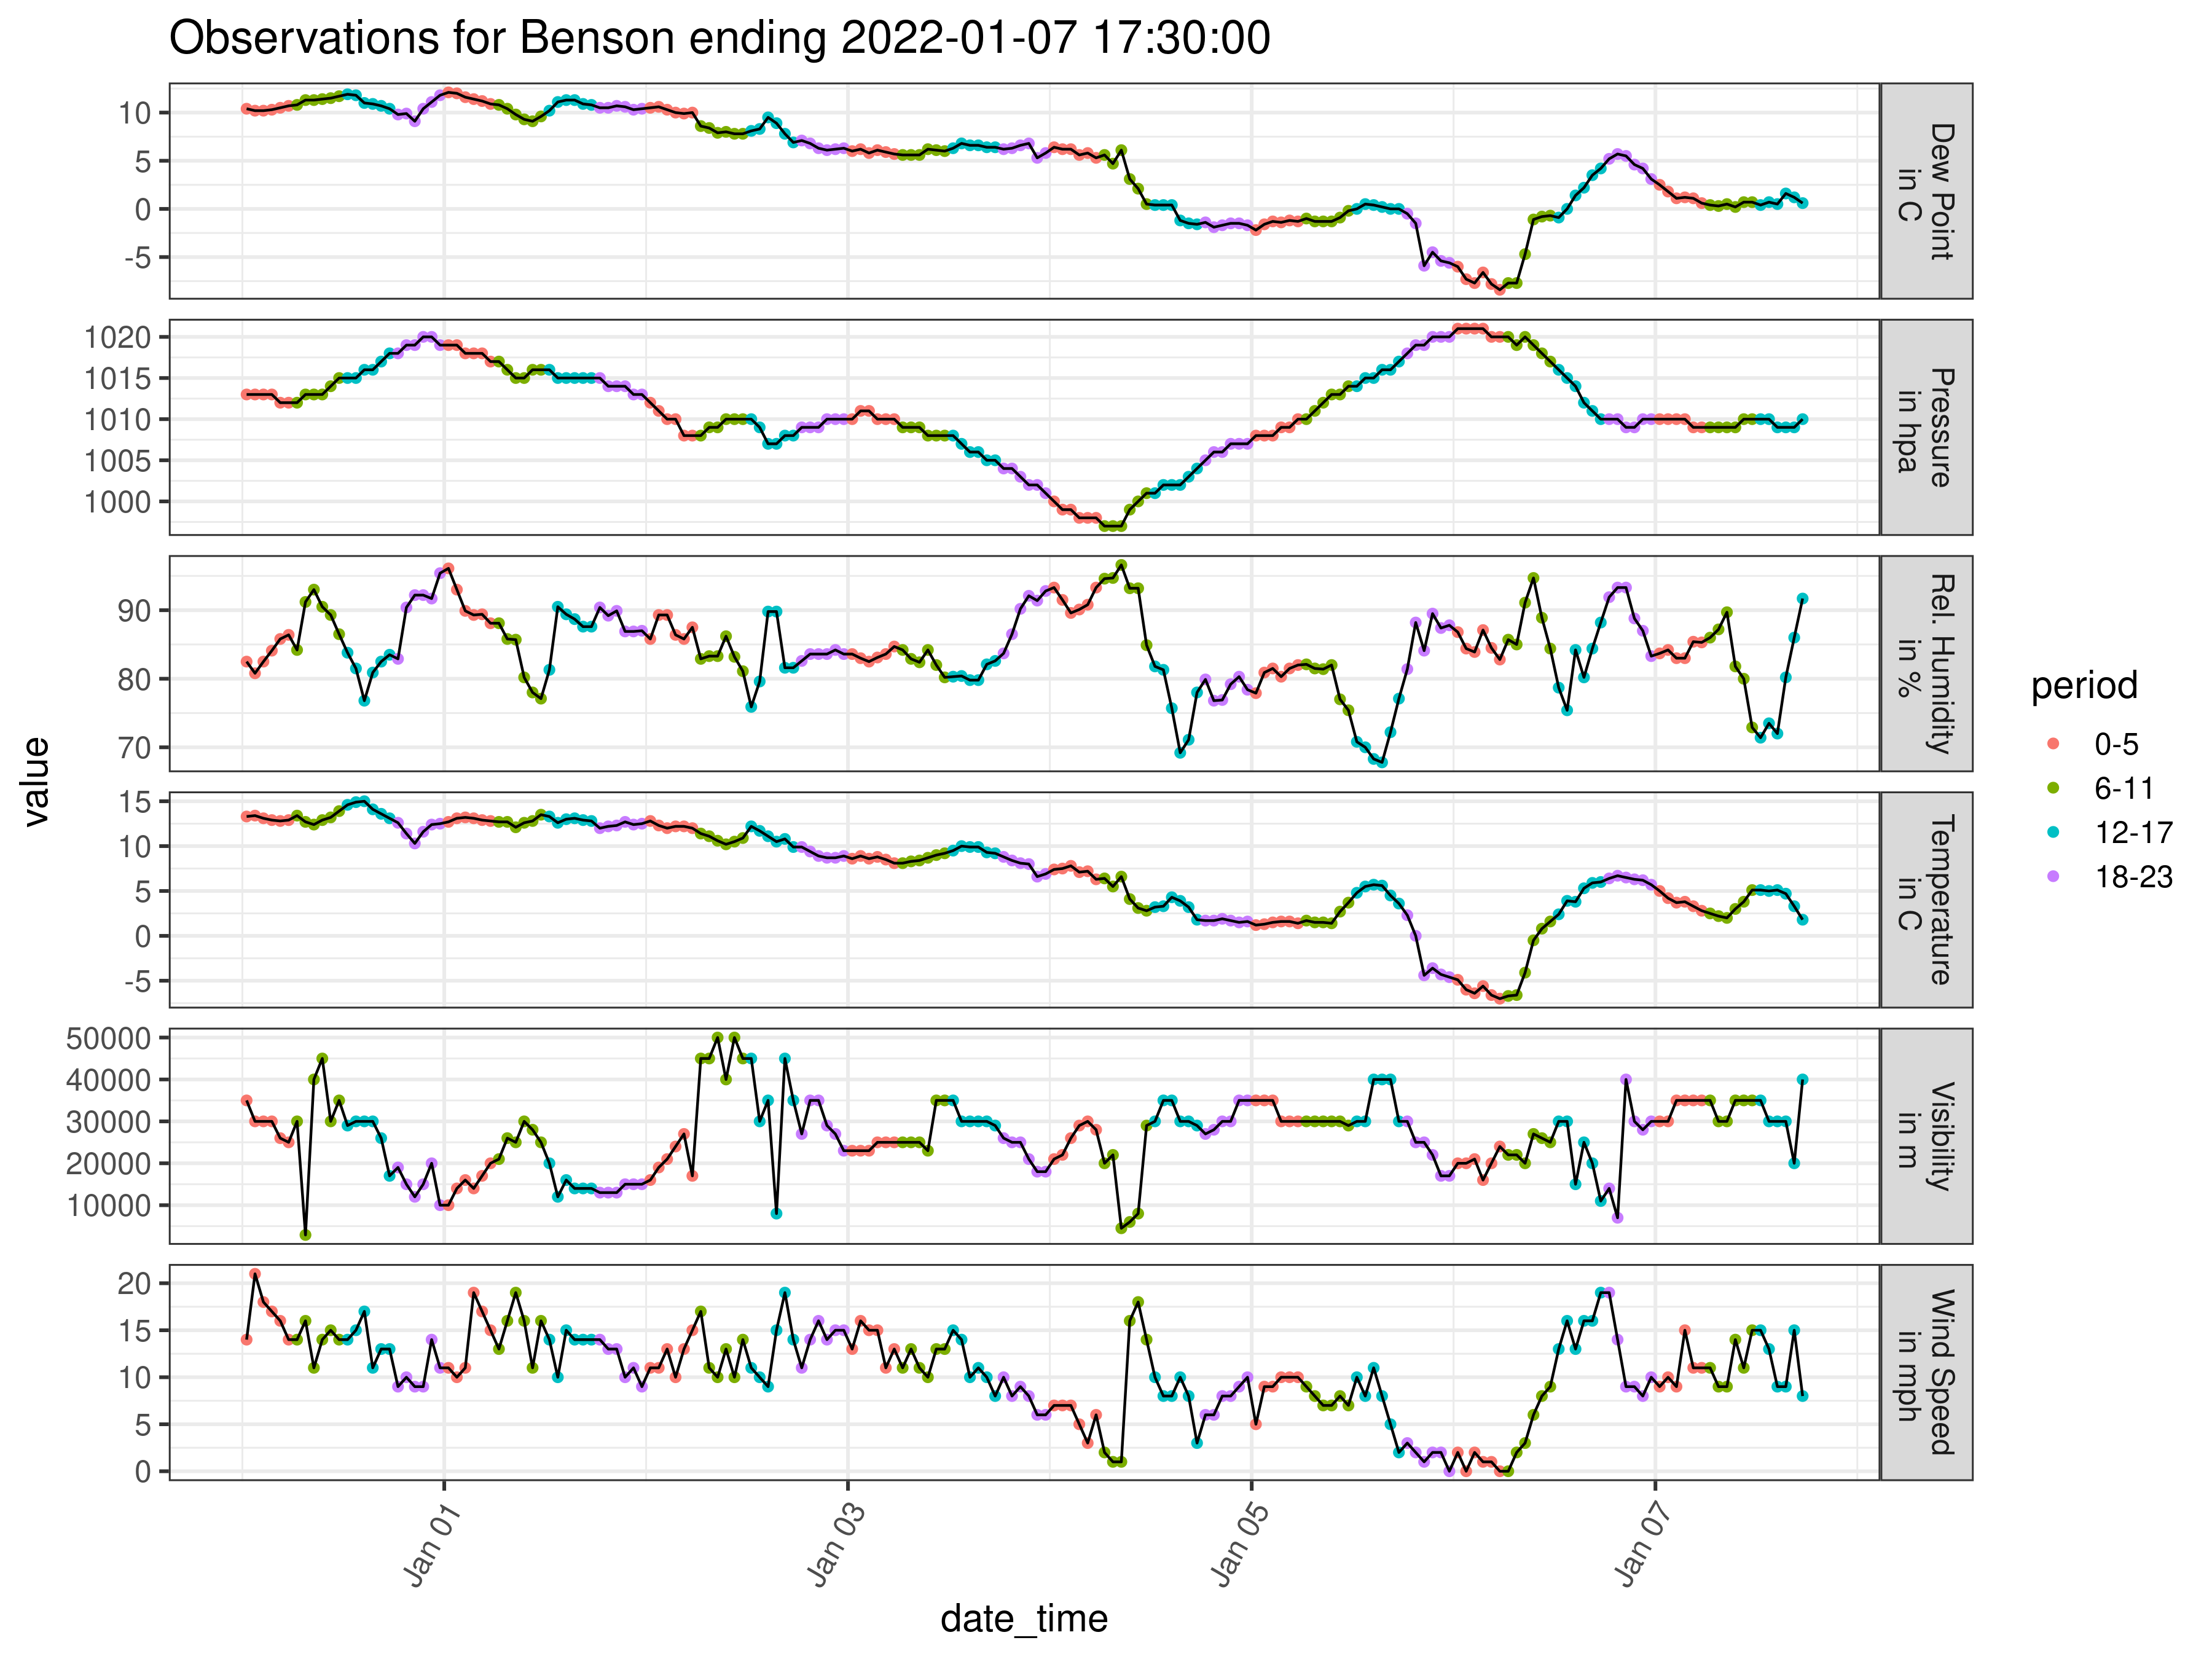 Observations for Benson ending 2022-01-07 17:30:00
10
5
0
-5
Dew Point
in C
1020
1015
1010
1005
1000
Pressure
in hpa
90
80
70
Rel. Humidity
in %
15
10
5
0
-5
Temperature
in C
50000
40000
30000
20000
10000
Visibility
in m
20
15
10
5
0
Wind Speed
in mph
value
Jan 01
Jan 03
Jan 05
Jan 07
date_time
period
0-5
6-11
12-17
18-23